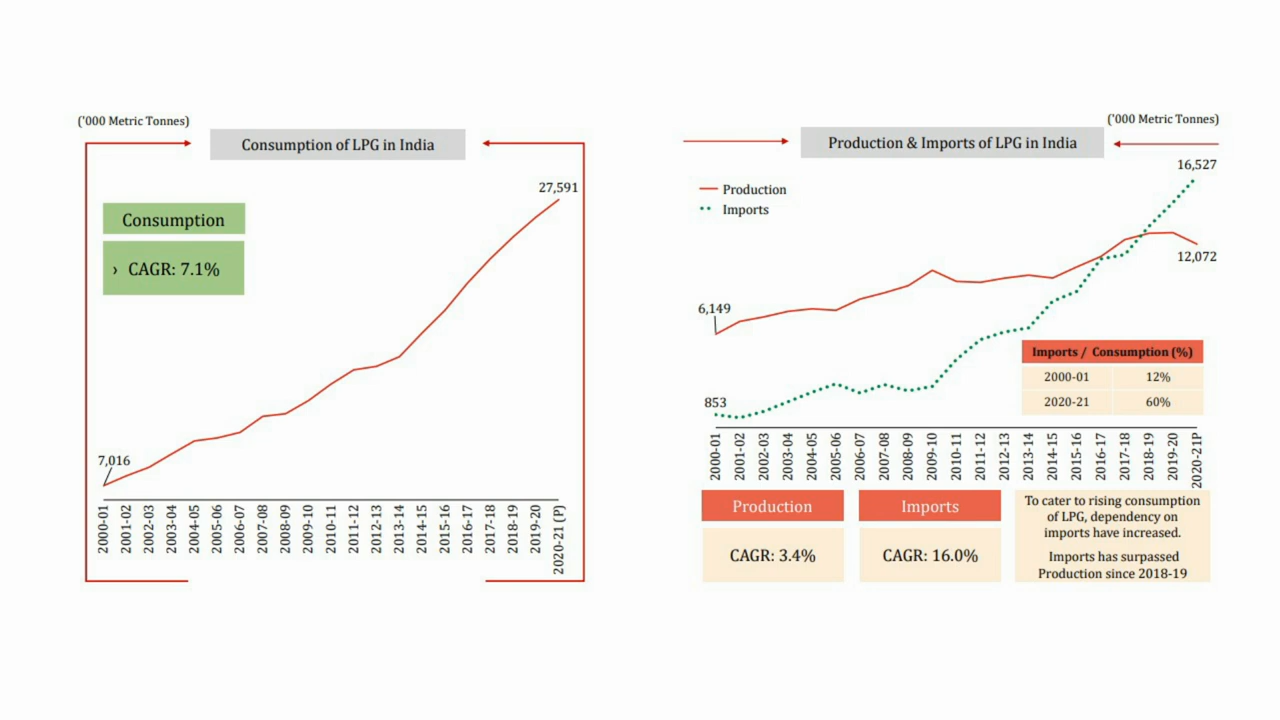 ('000 Metric Tonnes)
Consumption of LPG in India
27,591
Consumption
› CAGR: 7.1%
7,016
2000-01
2001-02
2002-03
2003-04
2004-05
2005-06
2006-07
2007-08
2008-09
2009-10
2010-11
2011-12
2012-13
2013-14
2014-15
2015-16
2016-17
2017-18
2018-19
2019-20
2020-21 (P)
('000 Metric Tonnes)
Production & Imports of LPG in India
16,527
Production
Imports
12,072
6,149
853
Imports / Consumption (%)
2000-01 12%
2020-21 60%
2000-01
2001-02
2002-03
2003-04
2004-05
2005-06
2006-07
2007-08
2008-09
2009-10
2010-11
2011-12
2012-13
2013-14
2014-15
2015-16
2016-17
2017-18
2018-19
2019-20
2020-21P
Production
CAGR: 3.4%
Imports
CAGR: 16.0%
To cater to rising consumption
of LPG, dependency on
imports have increased.
Imports has surpassed
Production since 2018-19